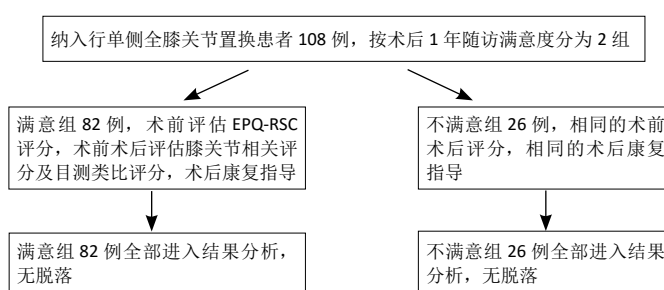 纳入行单侧全膝关节置换患者 108 例，按术后 1 年随访满意度分为 2 组
满意组 82 例，术前评估 EPQ-RSC
评分，术前术后评估膝关节相关评
分及目测类比评分，术后康复指导
不满意组 26 例，相同的术前
术后评分，相同的术后康复
指导
满意组 82 例全部进入结果分析，
无脱落
不满意组 26 例全部进入结果
分析，无脱落